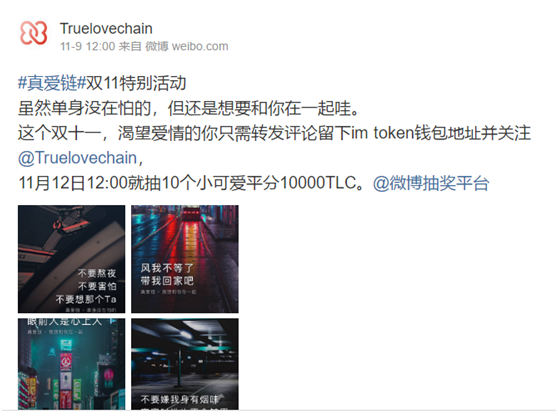 Truelovechain
11-9 12:00 来自 微博 weibo.com
#真爱链#双11特别活动
虽然单身没在怕的，但还是想要和你在一起哇。
这个双十一，渴望爱情的你只需转发评论留下im token钱包地址并关注
@Truelovechain，
11月12日12:00就抽10个小可爱平分10000TLC。@微博抽奖平台
不要熬夜
不要害怕
不要想那个Ta
风我不等了
带我回家吧
眼前人是心上人
不要嫌我身有烟味